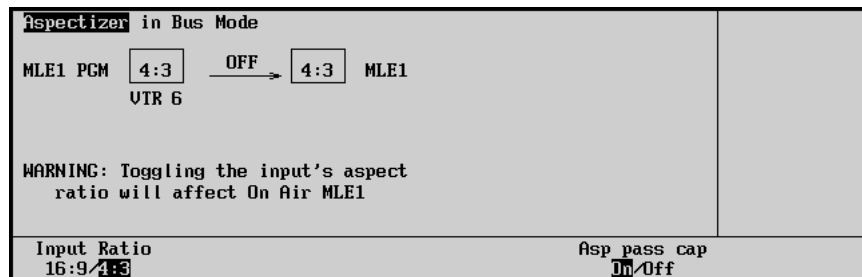 Aspectizer in Bus Mode
MLE1 PGM 4:3 OFF 4:3 MLE1
VTR 6
WARNING: Toggling the input's aspect
ratio will affect On Air MLE1
Input Ratio Asp pass cap
16:9/4:3 On/Off